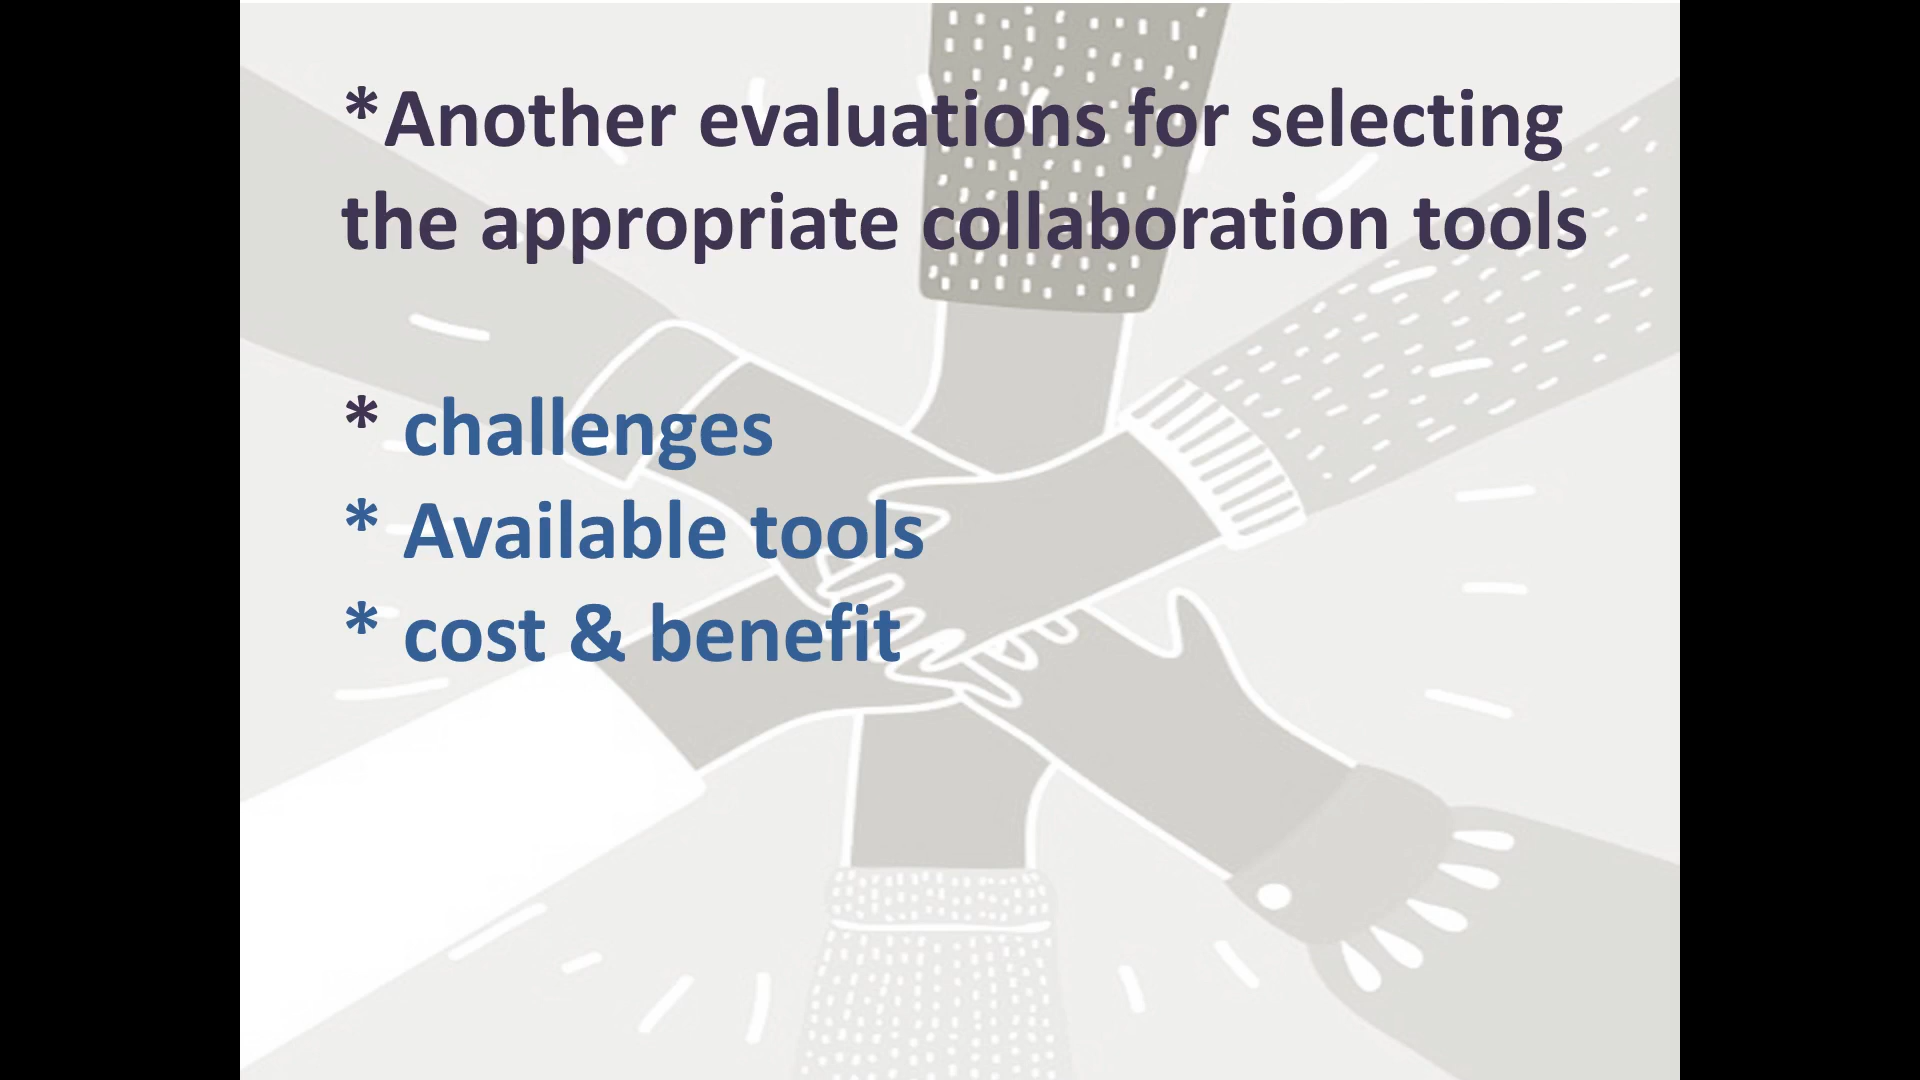 *Another evaluations for selecting
the appropriate collaboration tools
* challenges
* Available tools
* cost & benefit